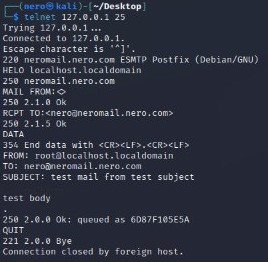 ┌──(nero㉿kali)-[~/Desktop]
└─$ telnet 127.0.0.1 25
Trying 127.0.0.1...
Connected to 127.0.0.1.
Escape character is '^]'.
220 neromail.nero.com ESMTP Postfix (Debian/GNU)
HELO localhost.localdomain
250 neromail.nero.com
MAIL FROM:<>
250 2.1.0 Ok
RCPT TO:<nero@neromail.nero.com>
250 2.1.5 Ok
DATA
354 End data with <CR><LF>.<CR><LF>
FROM: root@localhost.localdomain
TO: nero@neromail.nero.com
SUBJECT: test mail from test subject
test body
.
250 2.0.0 Ok: queued as 6D87F105E5A
QUIT
221 2.0.0 Bye
Connection closed by foreign host.